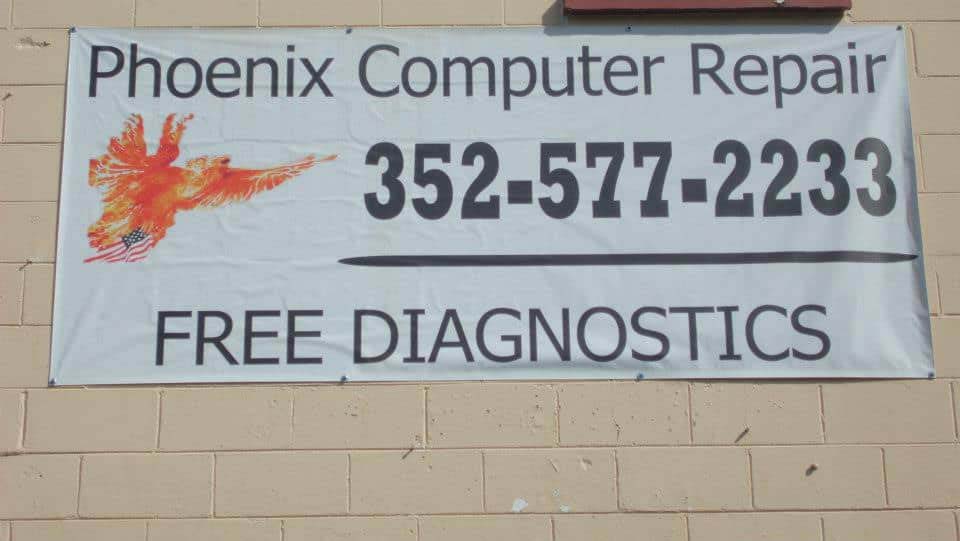 Phoenix Computer Repair
352-577-2233
FREE DIAGNOSTICS